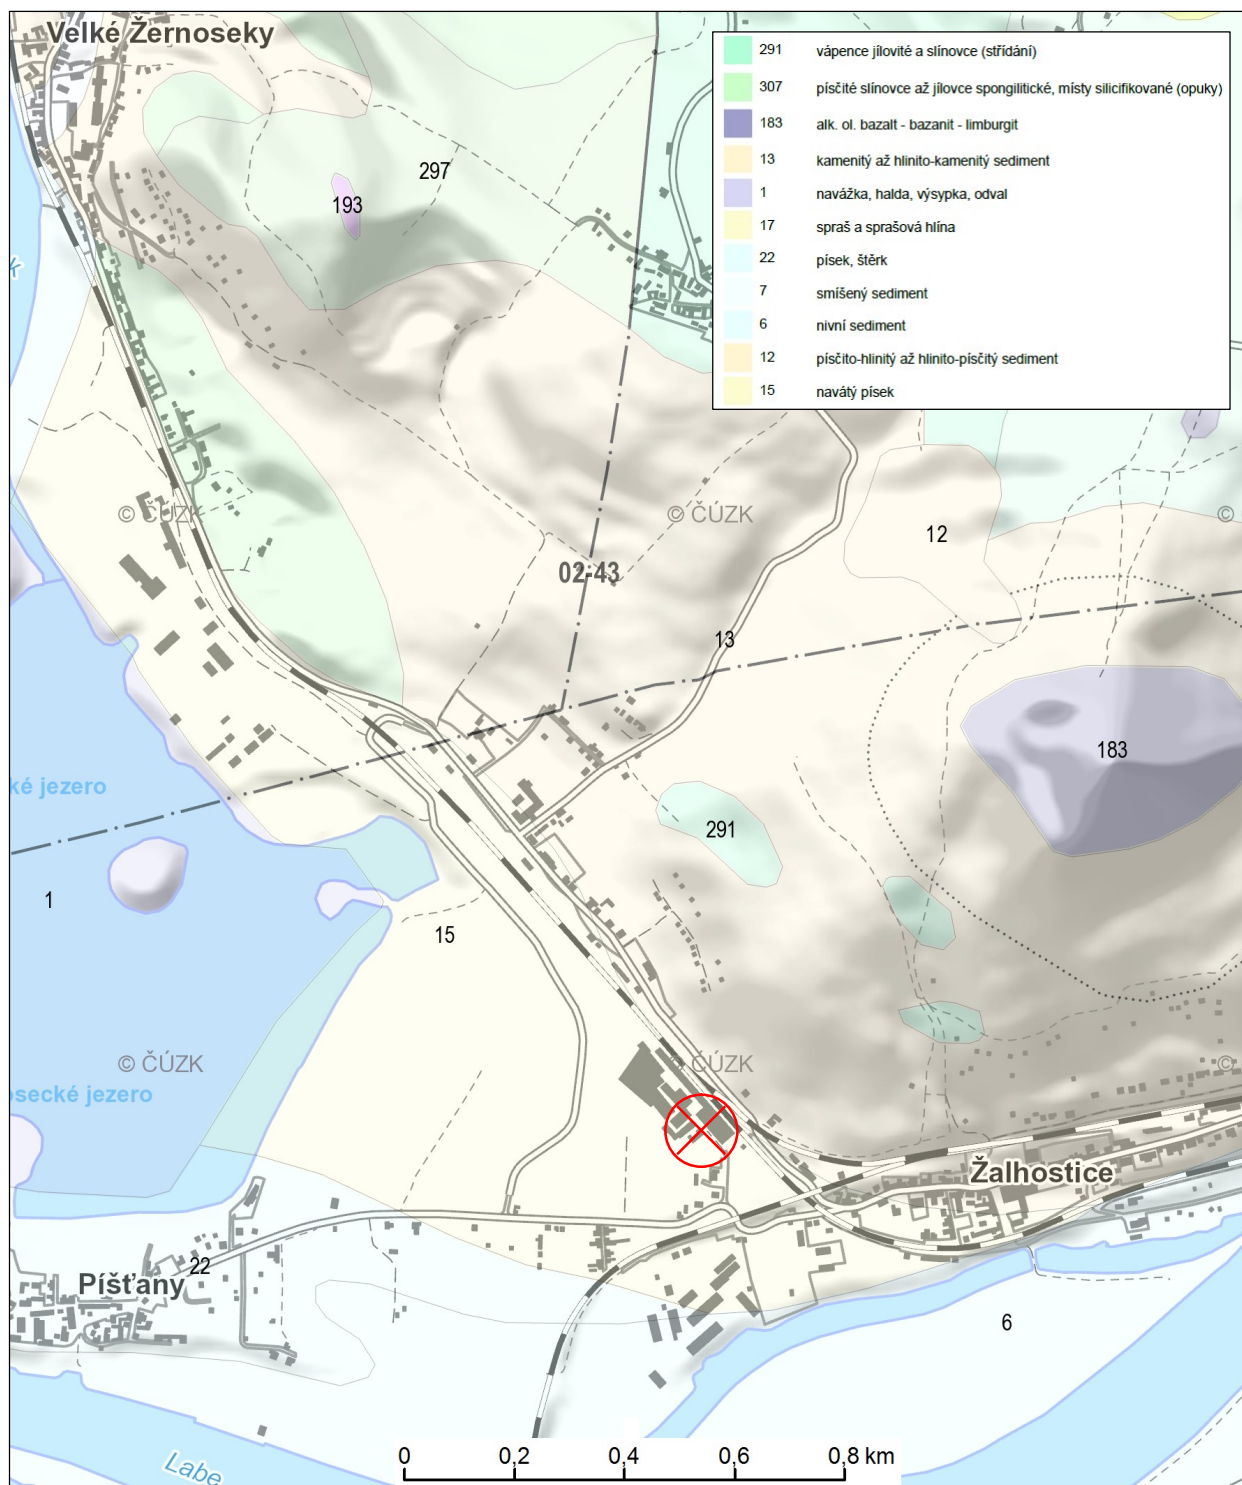 Velké Žernoseky
291 vápence jílovité a slínovce (střídání)
307 písčité slínovce až jílovce spongilitické, místy silicifikované (opuky)
183 alk. ol. bazalt - bazanit - limburgit
13 kamenitý až hlinito-kamenitý sediment
1 navážka, halda, výsypka, odval
17 spraš a sprašová hlína
22 písek, štěrk
7 smíšený sediment
6 nivní sediment
12 písčito-hlinitý až hlinito-písčitý sediment
15 navátý písek
297
193
© ČÚZK
© ČÚZK
©
12
02-43
13
183
ké jezero
291
1
15
© ČÚZK
© ČÚZK
©
osecké jezero
Žalhostice
22
Píšťany
6
0 0,2 0,4 0,6 0,8 km
Labe